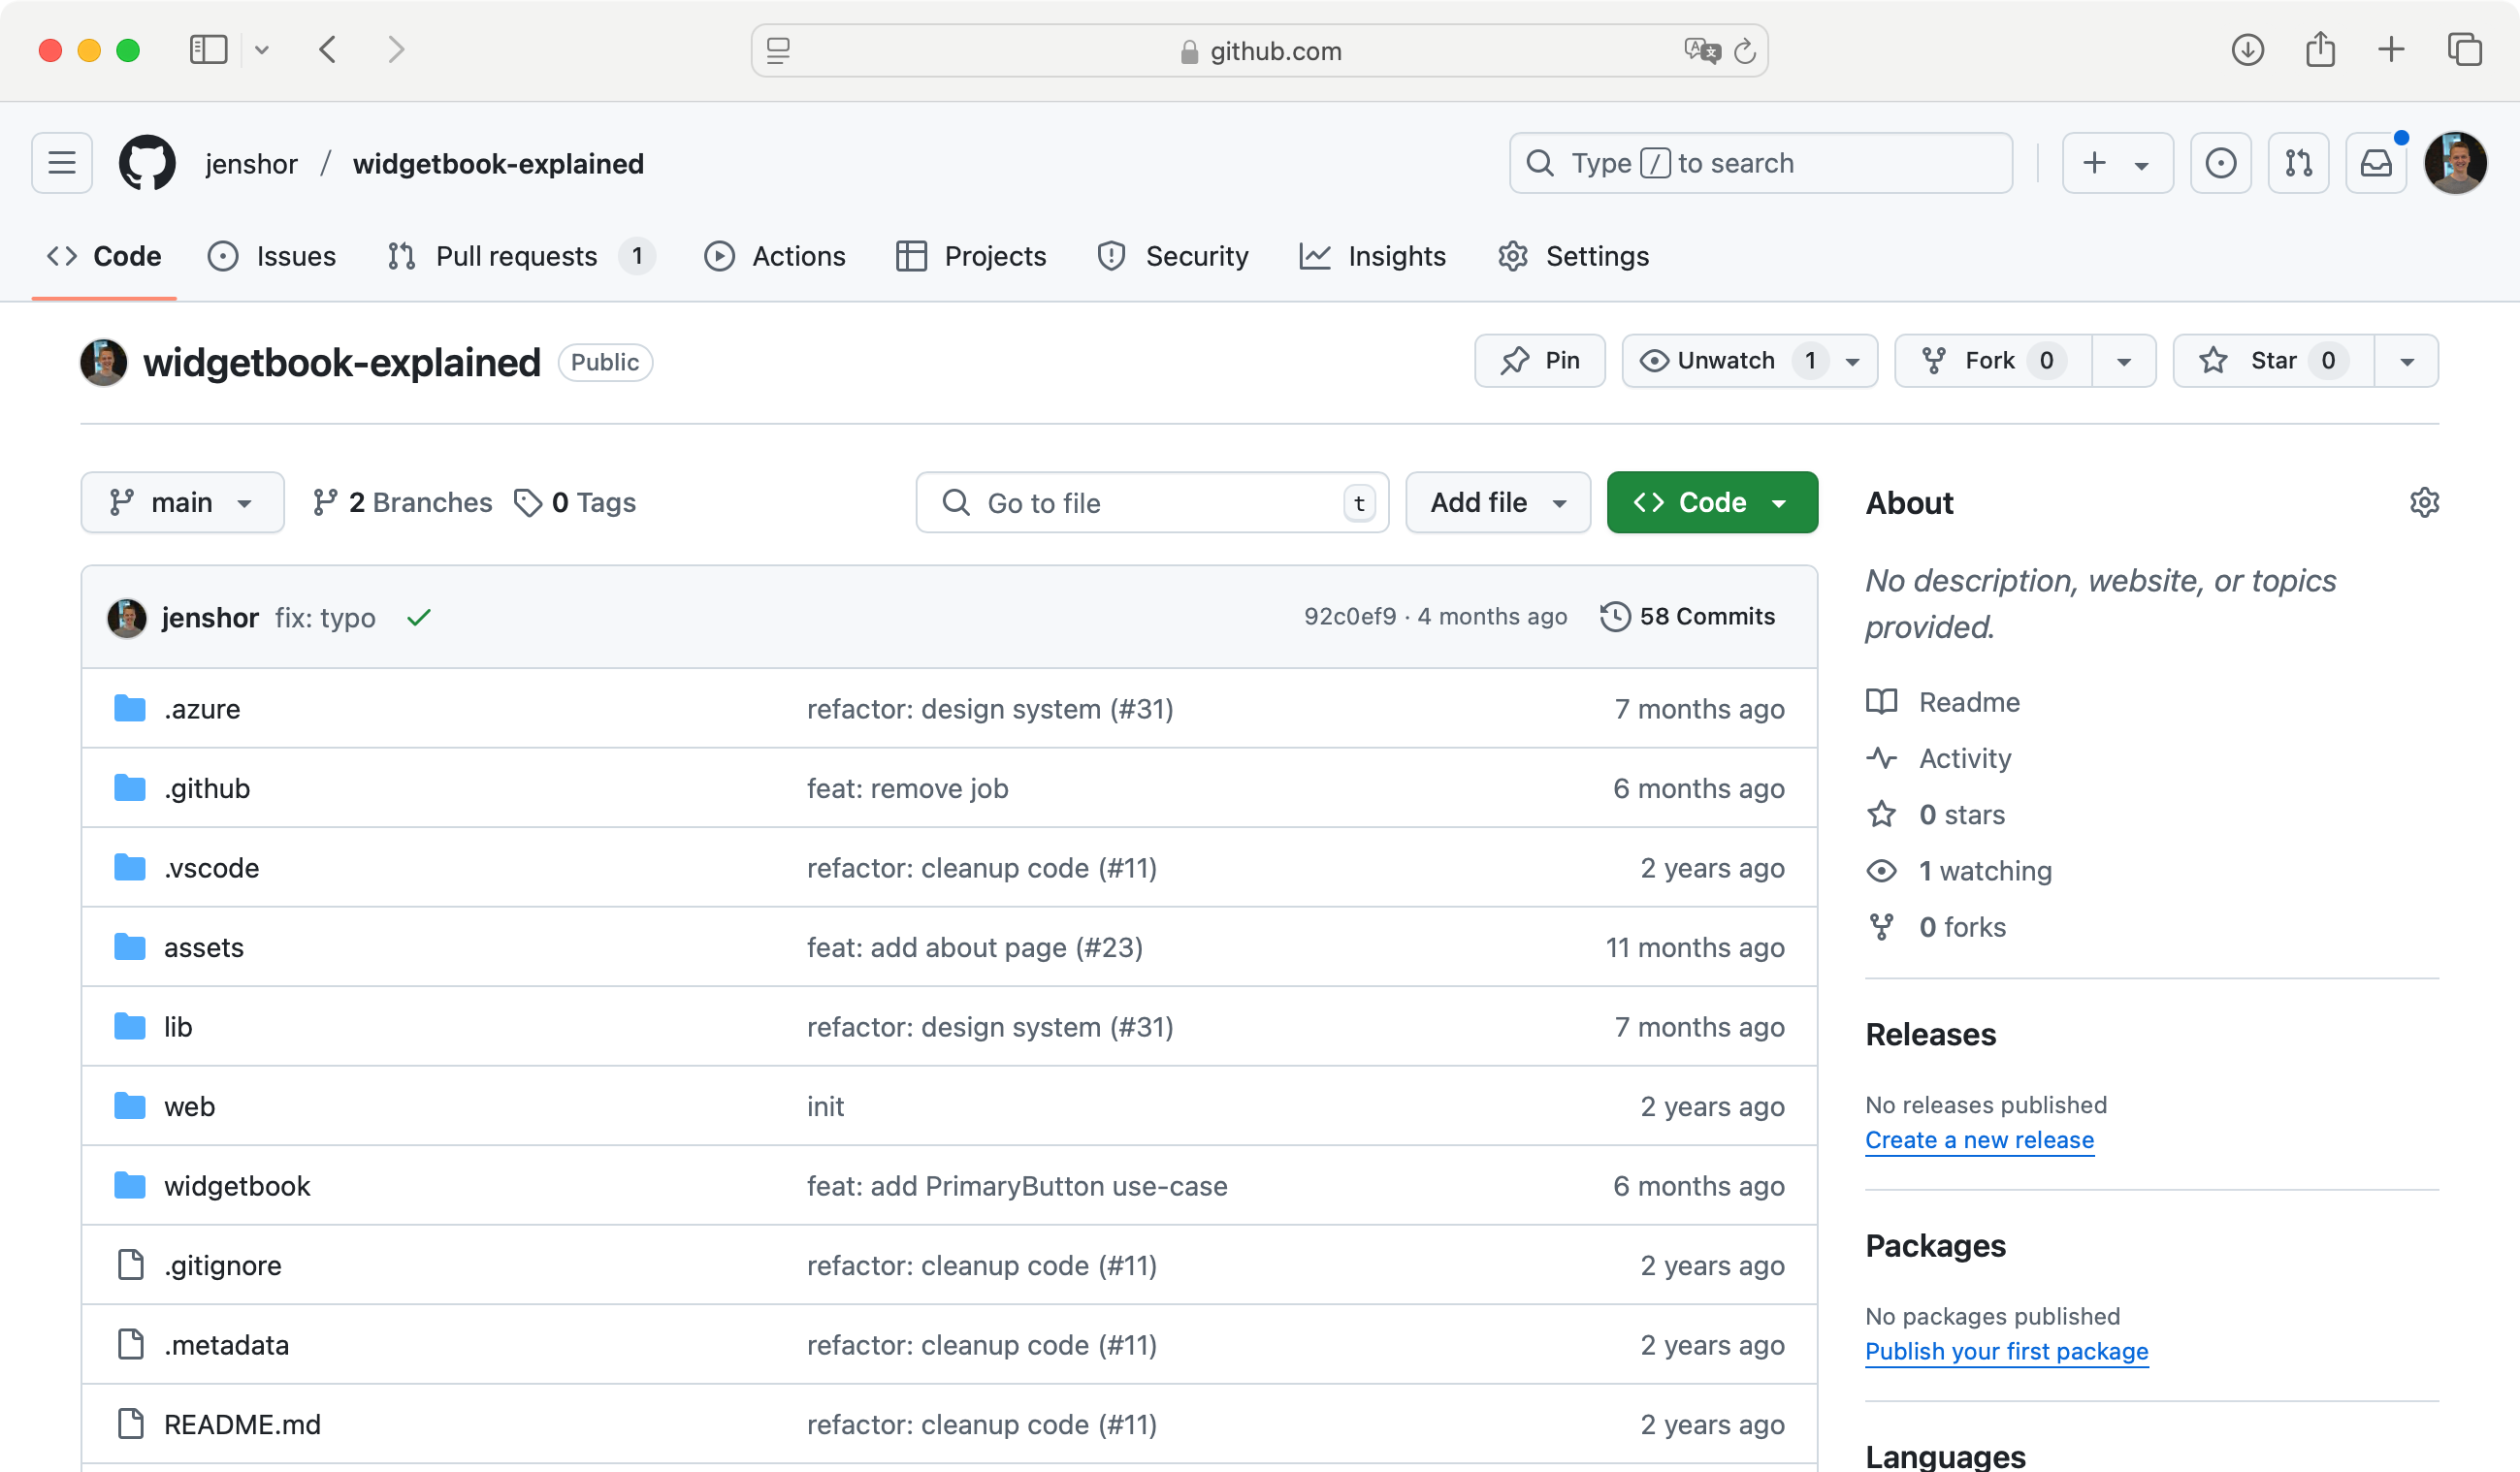 github.com
jenshor / widgetbook-explained
Type / to search
Code Issues Pull requests 1 Actions Projects Security Insights Settings
widgetbook-explained Public
Pin Unwatch 1 Fork 0 Star 0
main 2 Branches 0 Tags Go to file t Add file Code
jenshor fix: typo 92c0ef9 · 4 months ago 58 Commits
.azure refactor: design system (#31) 7 months ago
.github feat: remove job 6 months ago
.vscode refactor: cleanup code (#11) 2 years ago
assets feat: add about page (#23) 11 months ago
lib refactor: design system (#31) 7 months ago
web init 2 years ago
widgetbook feat: add PrimaryButton use-case 6 months ago
.gitignore refactor: cleanup code (#11) 2 years ago
.metadata refactor: cleanup code (#11) 2 years ago
README.md refactor: cleanup code (#11) 2 years ago
About
No description, website, or topics
provided.
Readme
Activity
0 stars
1 watching
0 forks
Releases
No releases published
Create a new release
Packages
No packages published
Publish your first package
Languages